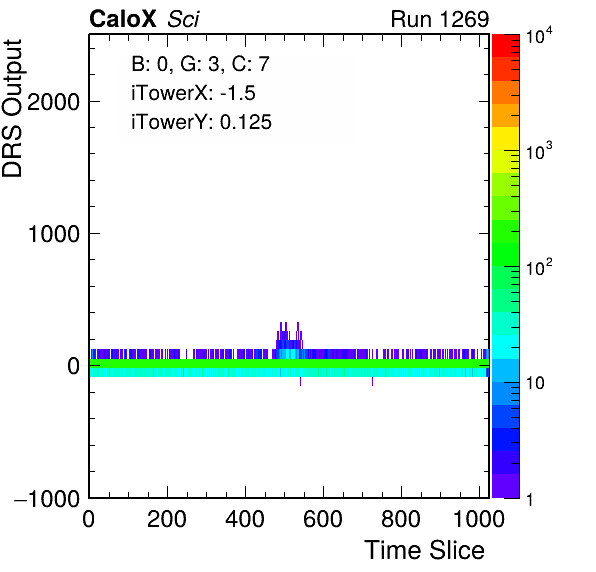 CaloX Sci Run 1269
B: 0, G: 3, C: 7
iTowerX: -1.5
iTowerY: 0.125
DRS Output
2000
1000
0
−1000
0 200 400 600 800 1000
Time Slice
10^4
10^3
10^2
10
1